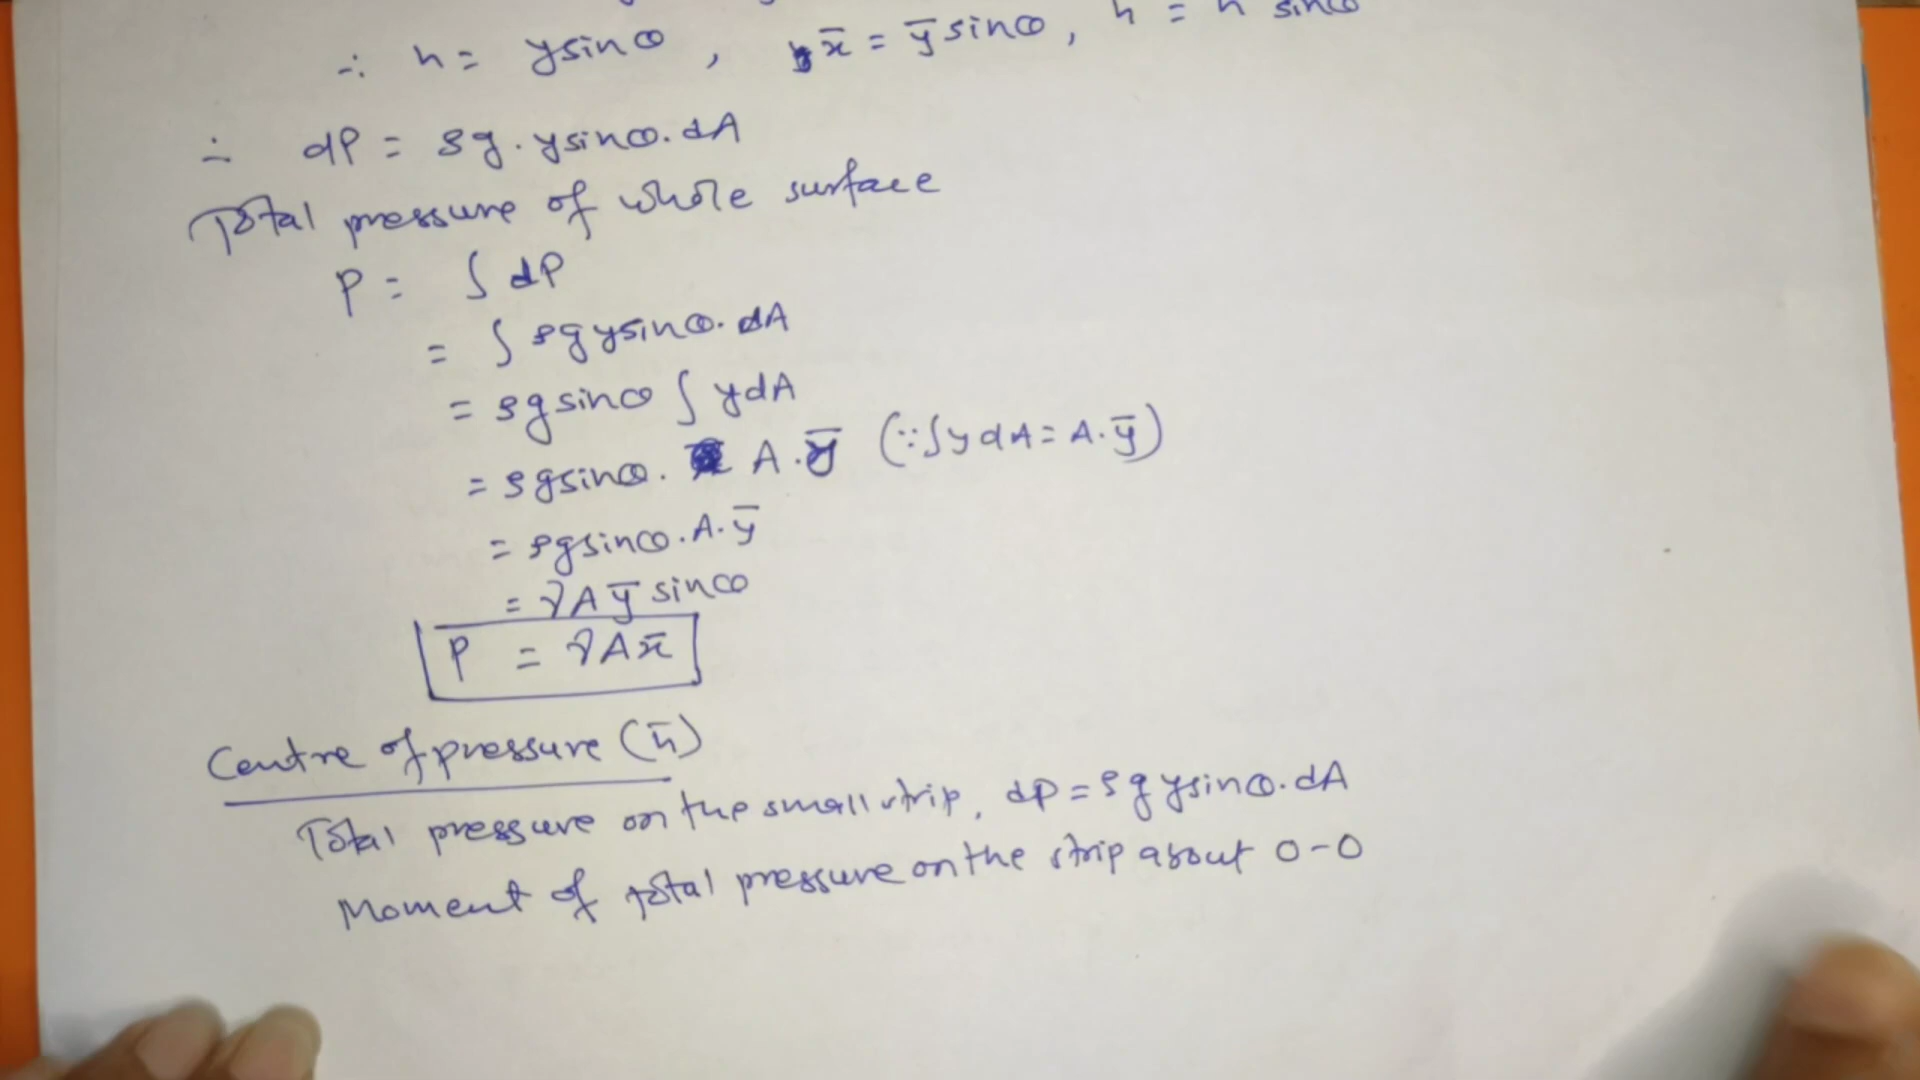 ∴ h = y sinθ , x̄ = ȳ sinθ , h̄ = h sinθ
∴ dP = ρg. y sinθ. dA
Total pressure of whole surface
P = ∫ dP
= ∫ ρg y sinθ. dA
= ρg sinθ ∫ y dA
= ρg sinθ. A.ȳ (∵ ∫ y dA = A.ȳ)
= ρg sinθ. A.ȳ
= γAȳ sinθ
P = γAx̄
Centre of pressure (h̄)
Total pressure on the small strip, dP = ρg y sinθ. dA
Moment of total pressure on the strip about O-O